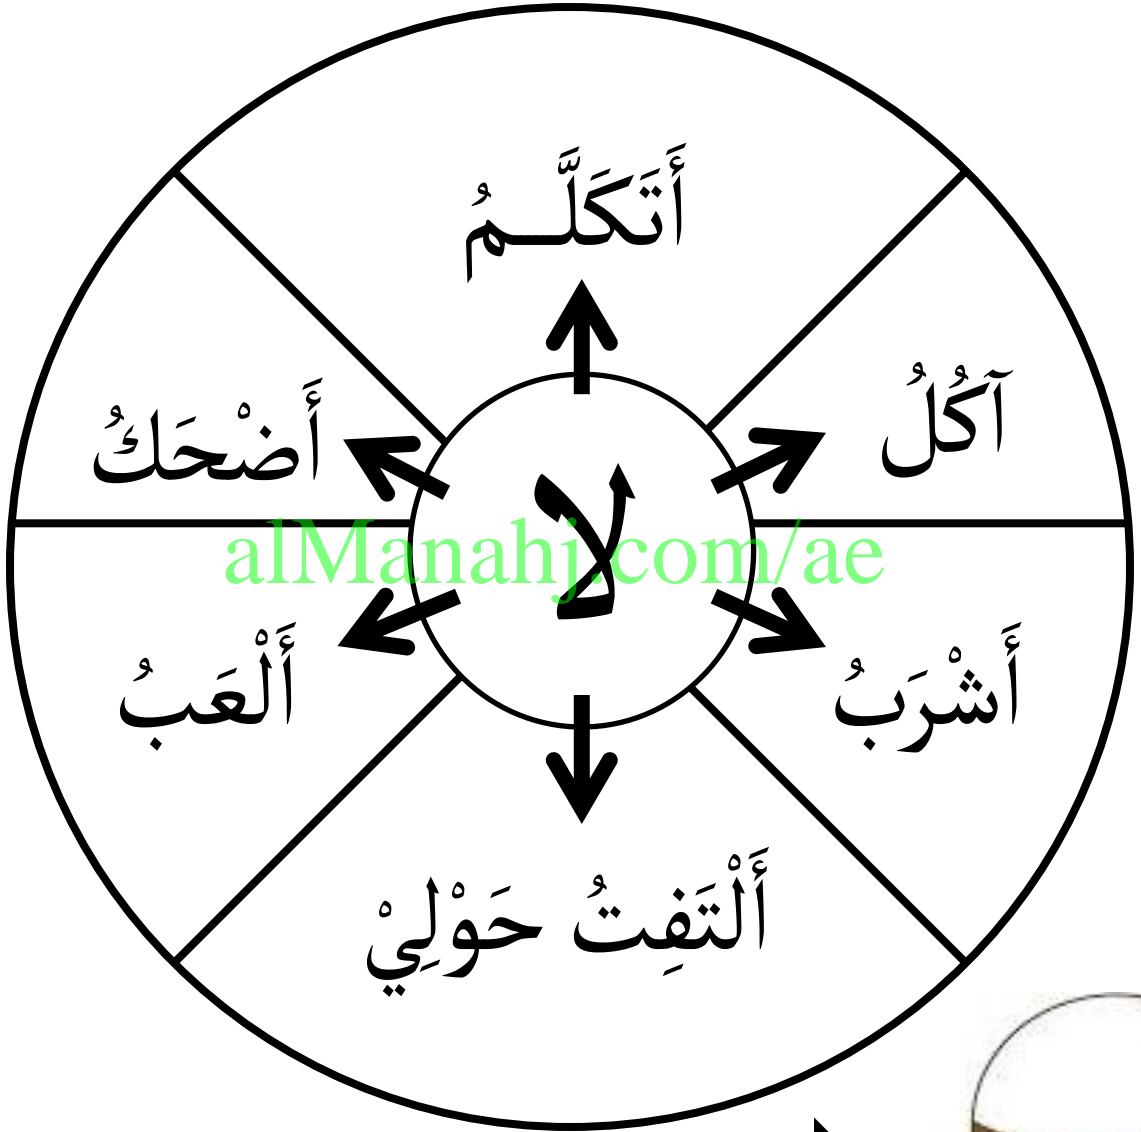 أَتَكَلَّــمُ
آكُلُ
أَضْحَكُ
لا
alManahj.com/ae
أَشْرَبُ
أَلْعَبُ
أَلْتَفِتُ حَوْلِيْ